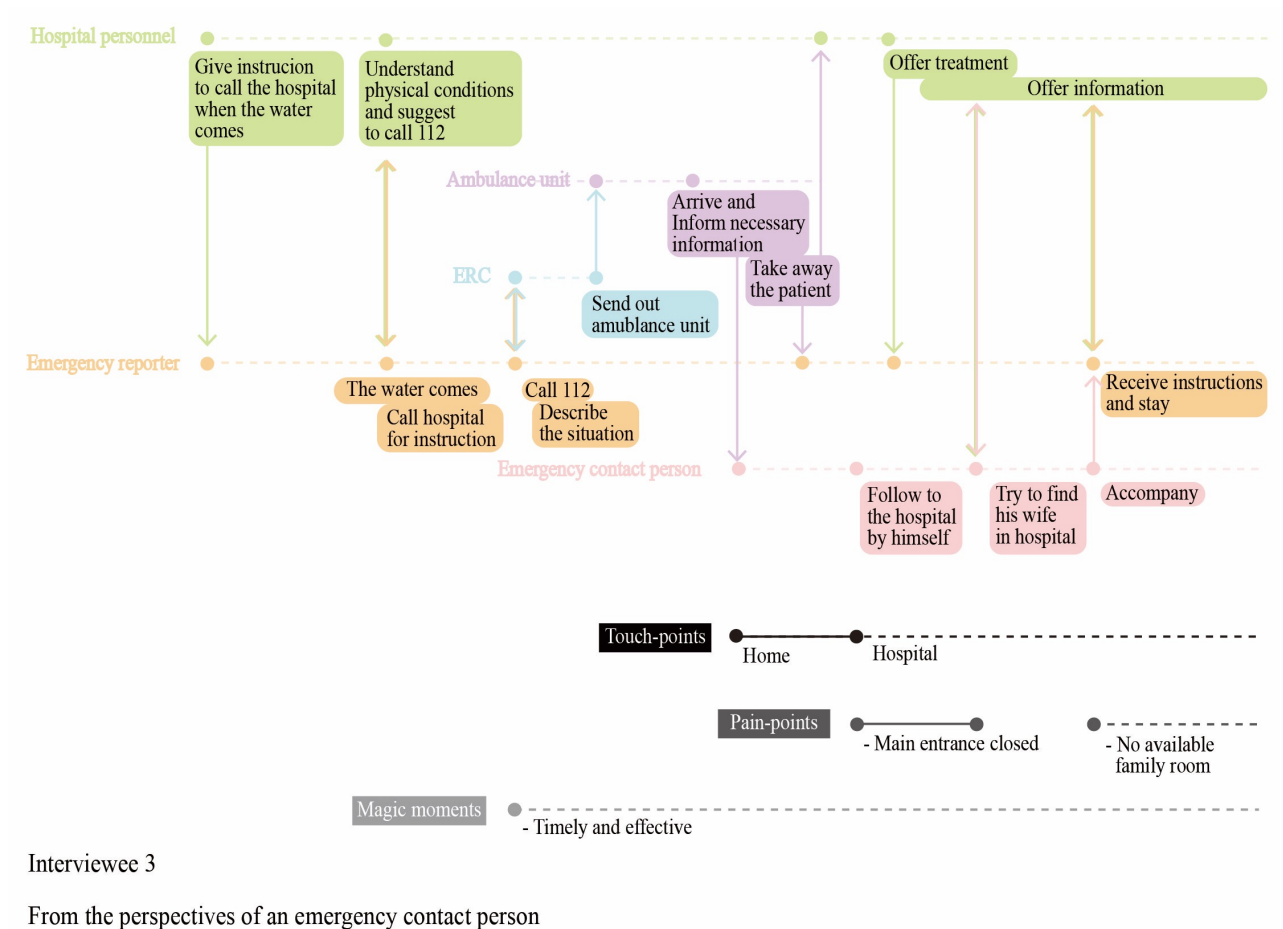 Hospital personnel
Give instrucion
to call the hospital
when the water
comes
Understand
physical conditions
and suggest
to call 112
Offer treatment
Offer information
Ambulance unit
Arrive and
Inform necessary
information
Take away
the patient
ERC
Send out
amublance unit
Emergency reporter
The water comes
Call hospital
for instruction
Call 112
Describe
the situation
Receive instructions
and stay
Emergency contact person
Follow to
the hospital
by himself
Try to find
his wife
in hospital
Accompany
Touch-points
Home
Hospital
Pain-points
- Main entrance closed
- No available
family room
Magic moments
- Timely and effective
Interviewee 3
From the perspectives of an emergency contact person